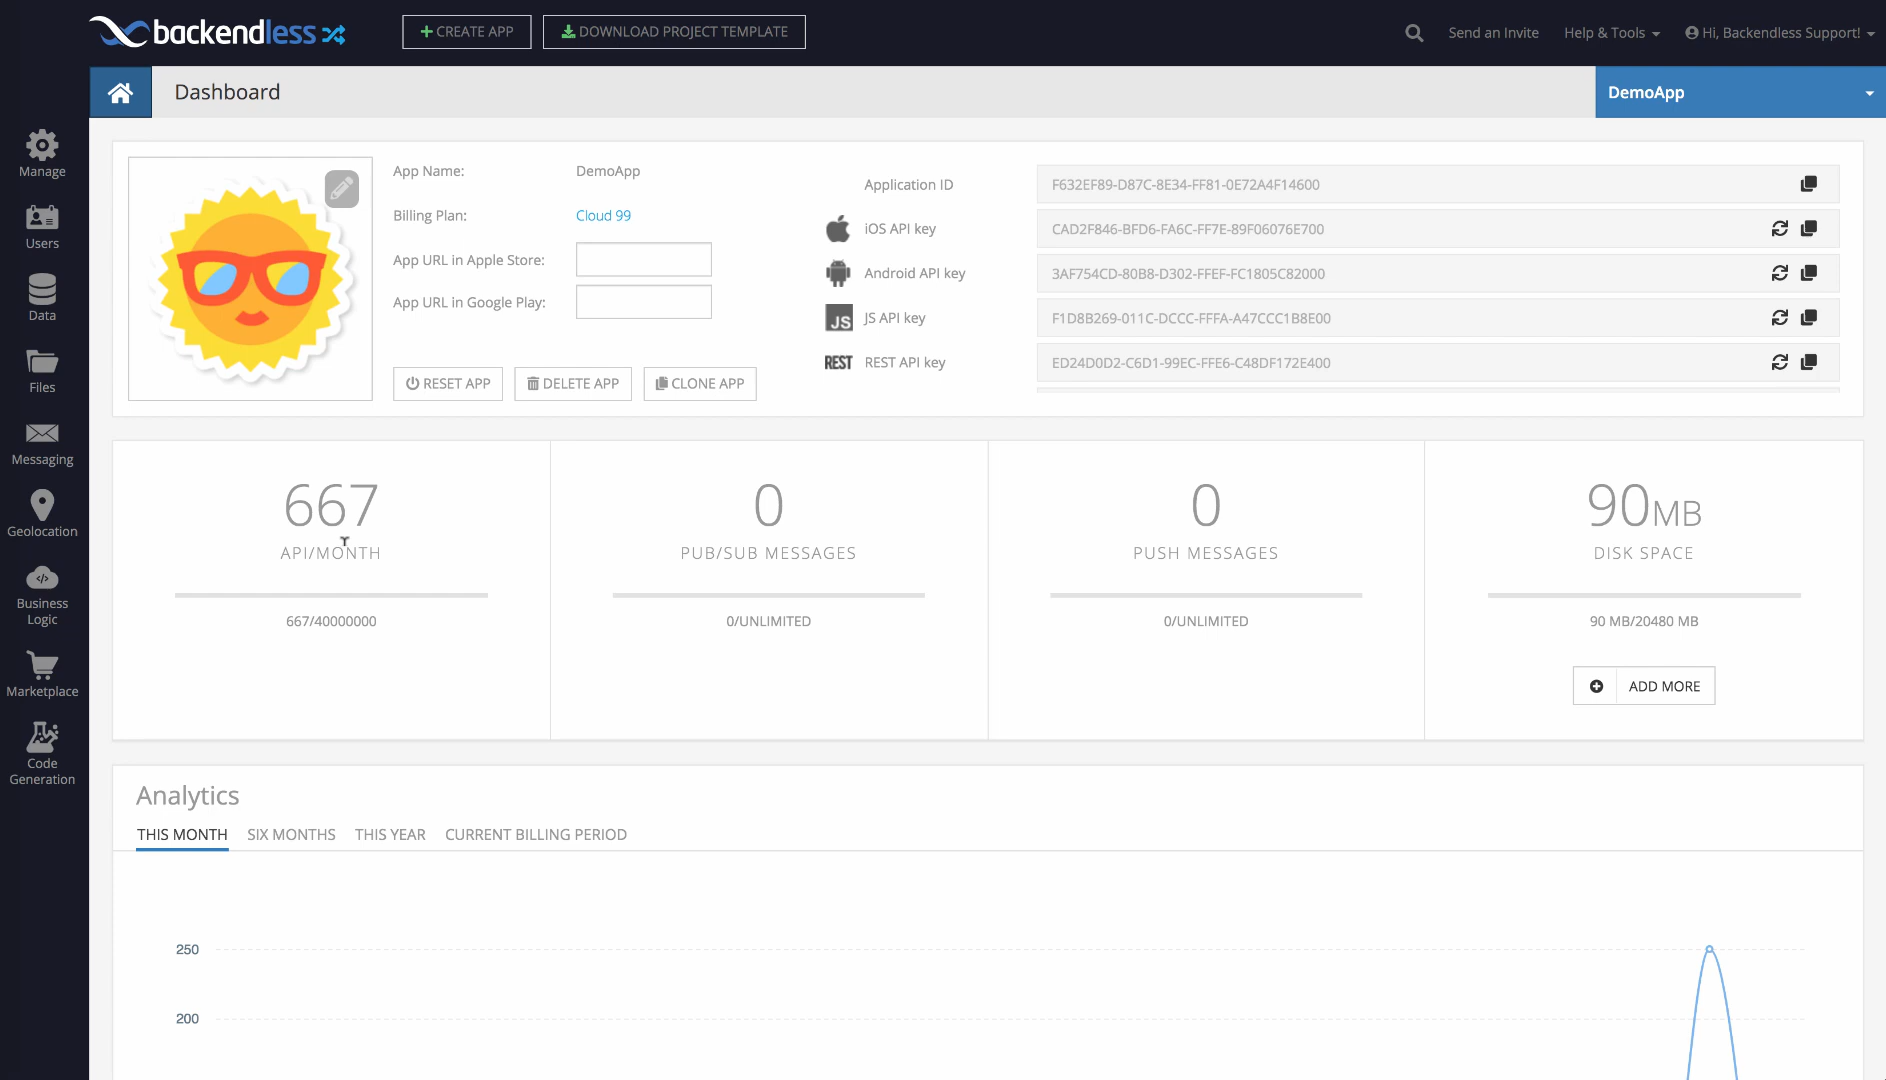 backendless
CREATE APP
DOWNLOAD PROJECT TEMPLATE
Send an Invite
Help & Tools
Hi, Backendless Support!
Dashboard
DemoApp
Manage
Users
Data
Files
Messaging
Geolocation
Business
Logic
Marketplace
Code
Generation
App Name:
DemoApp
Billing Plan:
Cloud 99
App URL in Apple Store:
App URL in Google Play:
RESET APP
DELETE APP
CLONE APP
Application ID
F632EF89-D87C-8E34-FF81-0E72A4F14600
iOS API key
CAD2F846-BFD6-FA6C-FF7E-89F06076E700
Android API key
3AF754CD-80B8-D302-FFEF-FC1805C82000
JS
JS API key
F1D8B269-011C-DCCC-FFFA-A47CCC1B8E00
REST
REST API key
ED24D0D2-C6D1-99EC-FFE6-C48DF172E400
667
API/MONTH
667/40000000
0
PUB/SUB MESSAGES
0/UNLIMITED
0
PUSH MESSAGES
0/UNLIMITED
90MB
DISK SPACE
90 MB/20480 MB
ADD MORE
Analytics
THIS MONTH
SIX MONTHS
THIS YEAR
CURRENT BILLING PERIOD
250
200